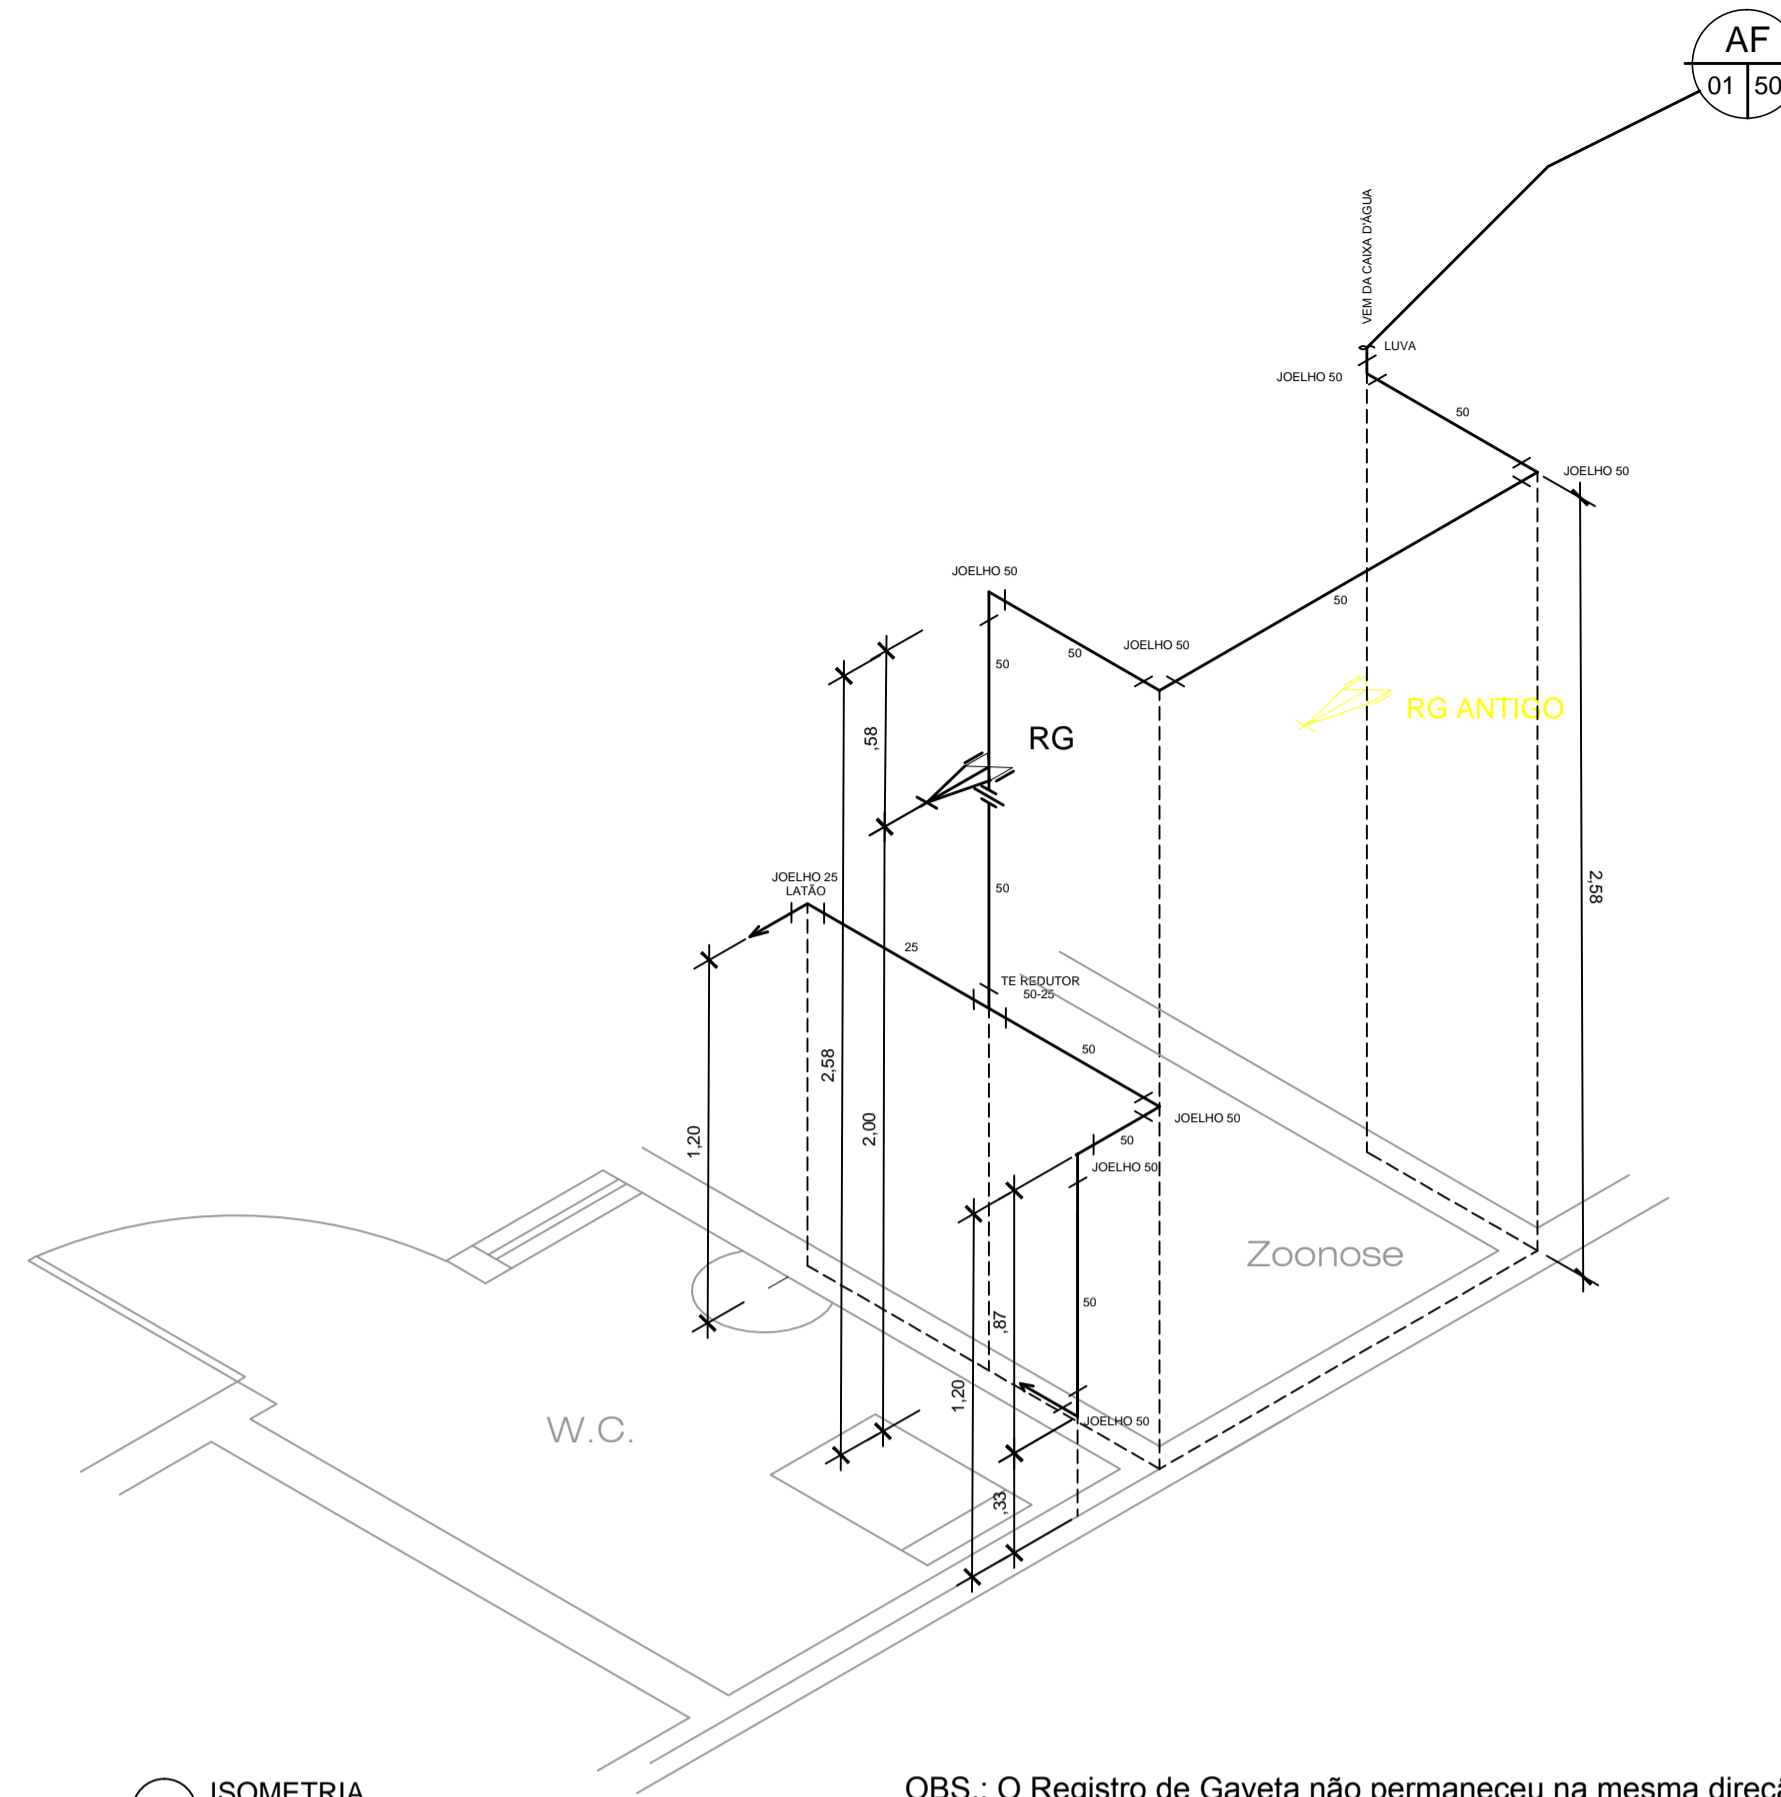 AF
01 50
VEM DA CAIXA D'ÁGUA
LUVA
JOELHO 50
50
JOELHO 50
JOELHO 50
50
JOELHO 50
50
50
RG ANTIGO
RG
,58
2,58
JOELHO 25
LATÃO
50
25
TE REDUTOR
50-25
50
2,58
2,00
1,20
JOELHO 50
50
JOELHO 50
Zoonose
50
,87
1,20
JOELHO 50
W.C.
,33
ISOMETRIA
OBS.: O Registro de Gaveta não permaneceu na mesma direçã